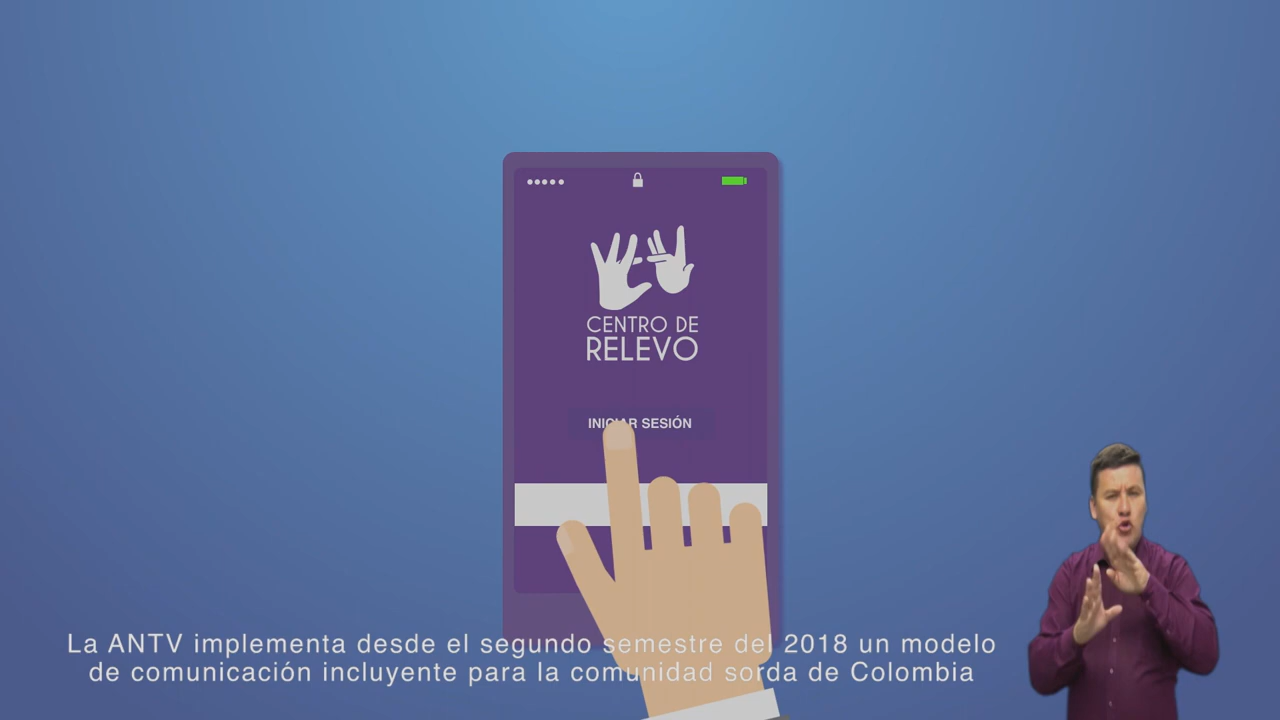 CENTRO DE
RELEVO
INICIAR SESIÓN
La ANTV implementa desde el segundo semestre del 2018 un modelo
de comunicación incluyente para la comunidad sorda de Colombia